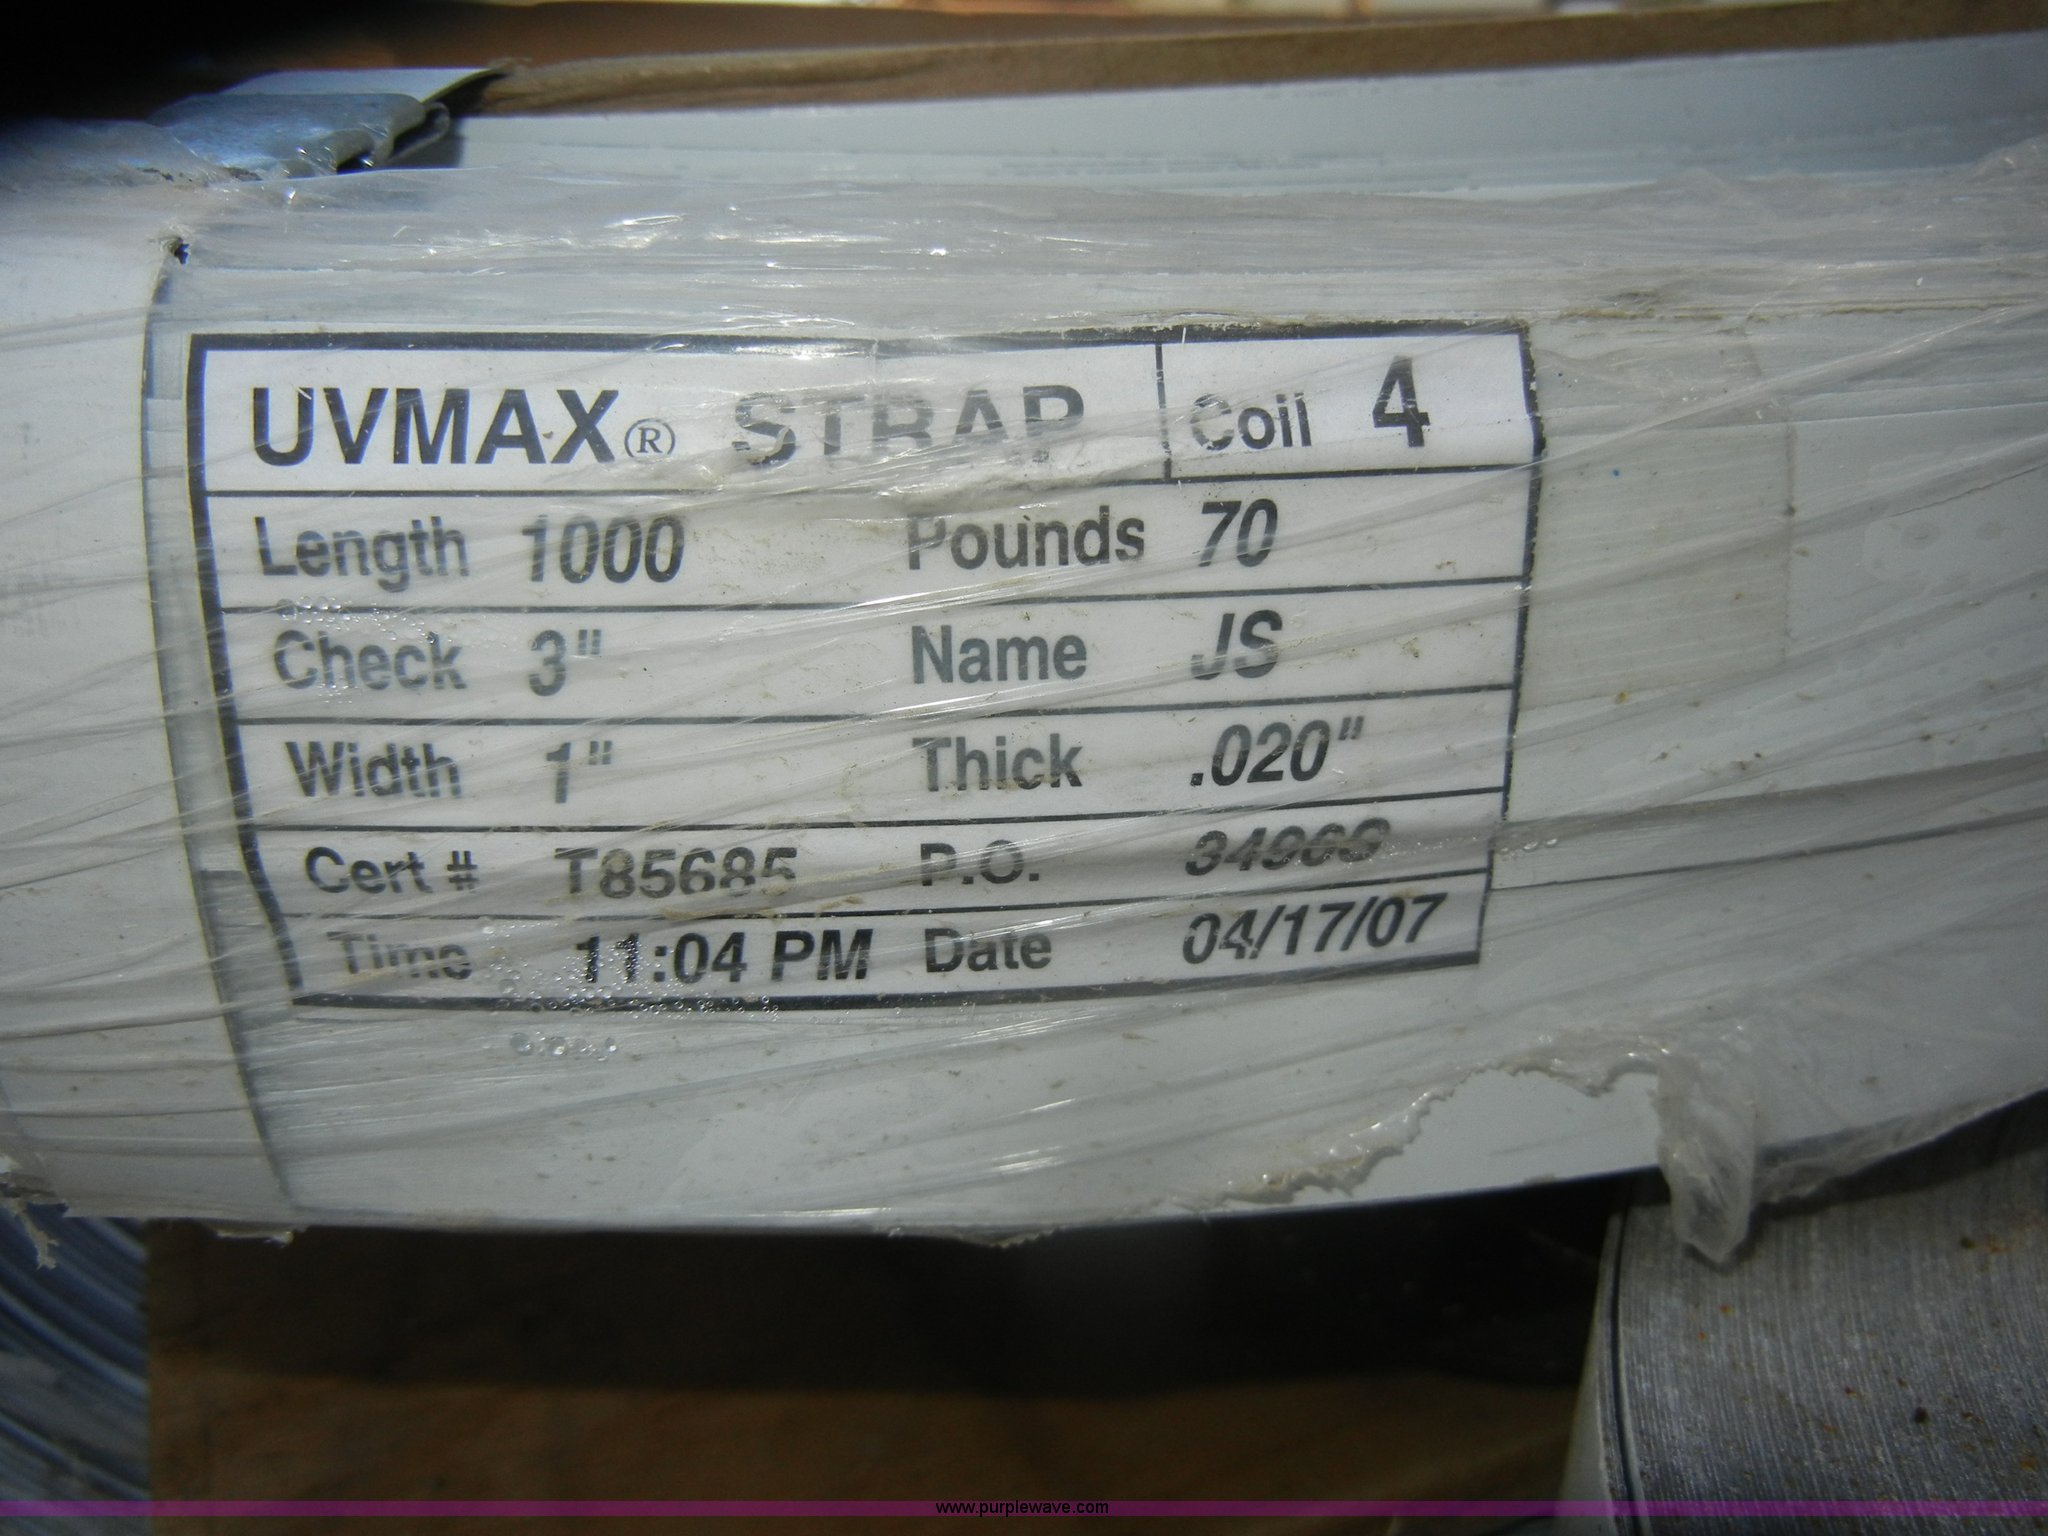 UVMAX® STRAP Coil 4
Length 1000 Pounds 70
Check 3" Name JS
Width 1" Thick .020"
Cert # T85685 P.O.
Time 11:04 PM Date 04/17/07
www.purplewave.com